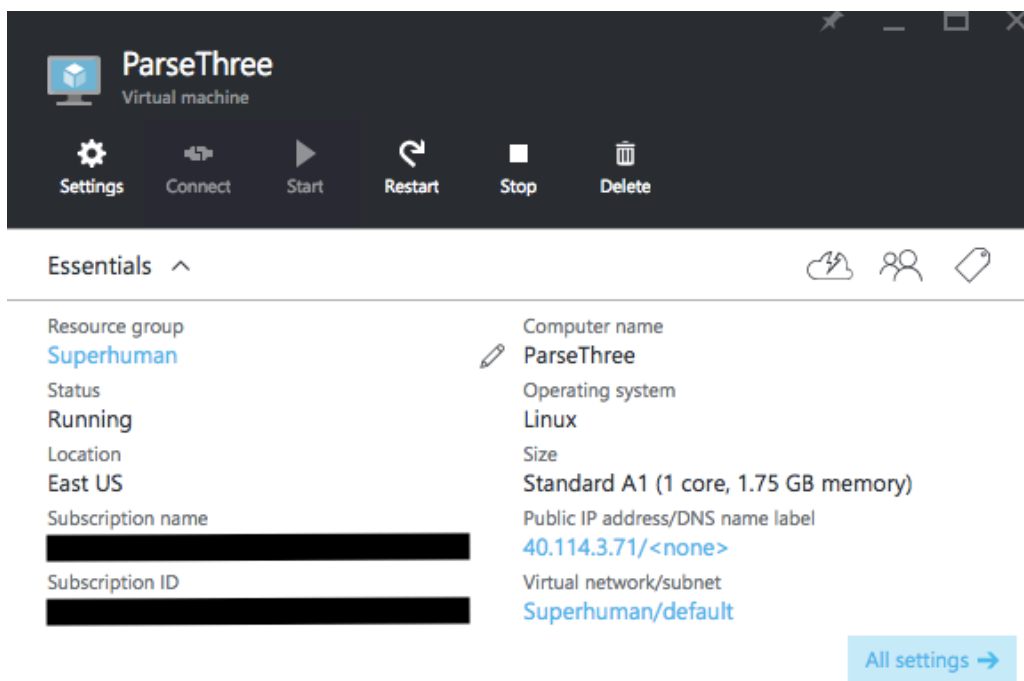 ParseThree
Virtual machine
Settings Connect Start Restart Stop Delete
Essentials
Resource group
Superhuman
Status
Running
Location
East US
Subscription name
Subscription ID
Computer name
ParseThree
Operating system
Linux
Size
Standard A1 (1 core, 1.75 GB memory)
Public IP address/DNS name label
40.114.3.71/<none>
Virtual network/subnet
Superhuman/default
All settings →